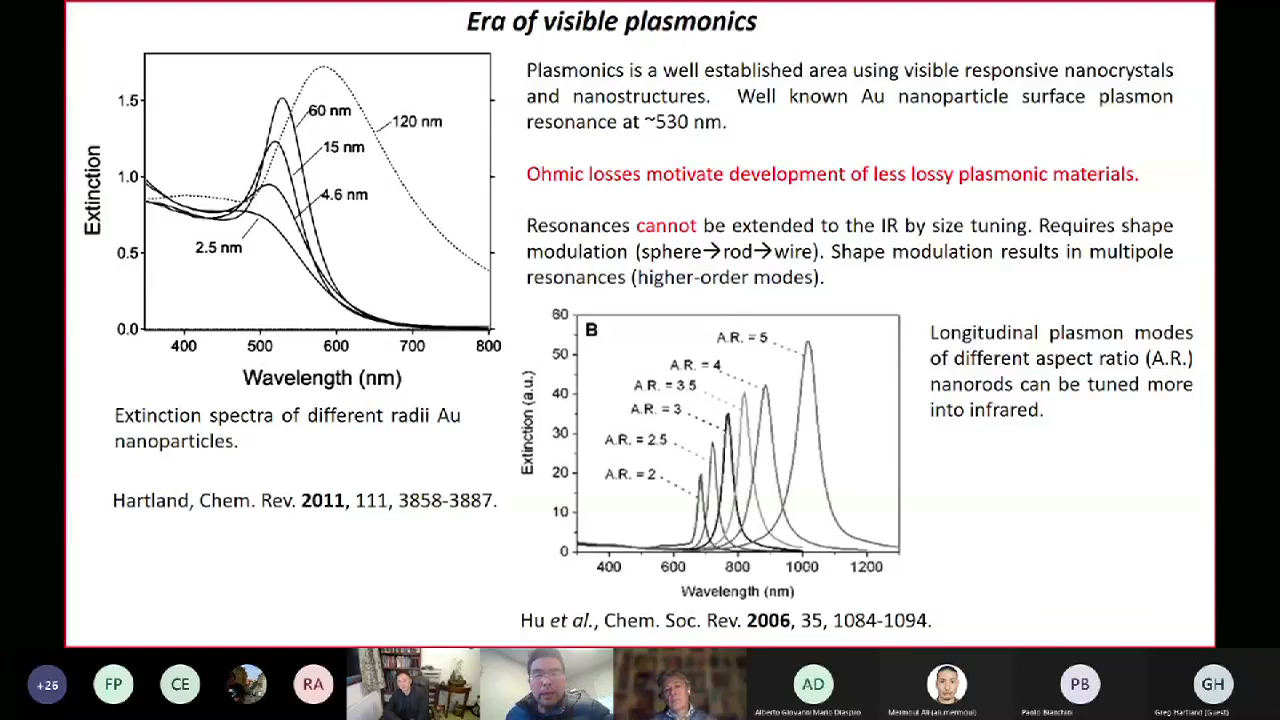 Era of visible plasmonics
Extinction
1.5
1.0
0.5
0.0
60 nm
120 nm
15 nm
4.6 nm
2.5 nm
400 500 600 700 800
Wavelength (nm)
Extinction spectra of different radii Au
nanoparticles.
Hartland, Chem. Rev. 2011, 111, 3858-3887.
Plasmonics is a well established area using visible responsive nanocrystals
and nanostructures. Well known Au nanoparticle surface plasmon
resonance at ~530 nm.
Ohmic losses motivate development of less lossy plasmonic materials.
Resonances cannot be extended to the IR by size tuning. Requires shape
modulation (sphere→rod→wire). Shape modulation results in multipole
resonances (higher-order modes).
B
Extinction (a.u.)
60
50
40
30
20
10
0
A.R. = 5
A.R. = 4
A.R. = 3.5
A.R. = 3
A.R. = 2.5
A.R. = 2
400 600 800 1000 1200
Wavelength (nm)
Longitudinal plasmon modes
of different aspect ratio (A.R.)
nanorods can be tuned more
into infrared.
Hu et al., Chem. Soc. Rev. 2006, 35, 1084-1094.
+26
FP
CE
RA
AD
Alberto Giovanni Mario Diaspro
Mermoul Ali (ali.mermoul)
PB
Paolo Bianchini
GH
Greg Hartland (Guest)